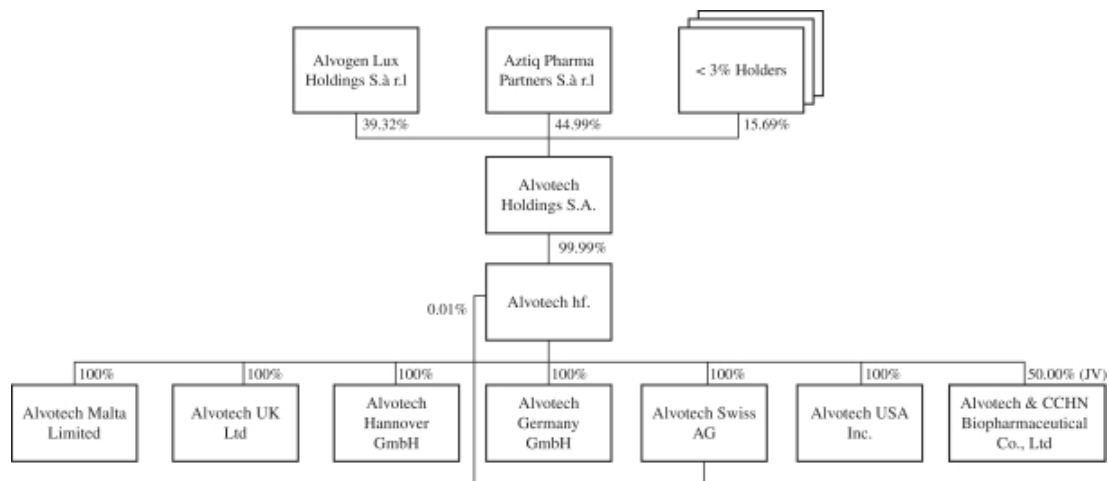 Alvogen Lux
Holdings S.à r.l
Aztiq Pharma
Partners S.à r.l
< 3% Holders
39.32%
44.99%
15.69%
Alvotech
Holdings S.A.
99.99%
Alvotech hf.
0.01%
100%
100%
100%
100%
100%
100%
50.00% (JV)
Alvotech Malta
Limited
Alvotech UK
Ltd
Alvotech
Hannover
GmbH
Alvotech
Germany
GmbH
Alvotech Swiss
AG
Alvotech USA
Inc.
Alvotech & CCHN
Biopharmaceutical
Co., Ltd